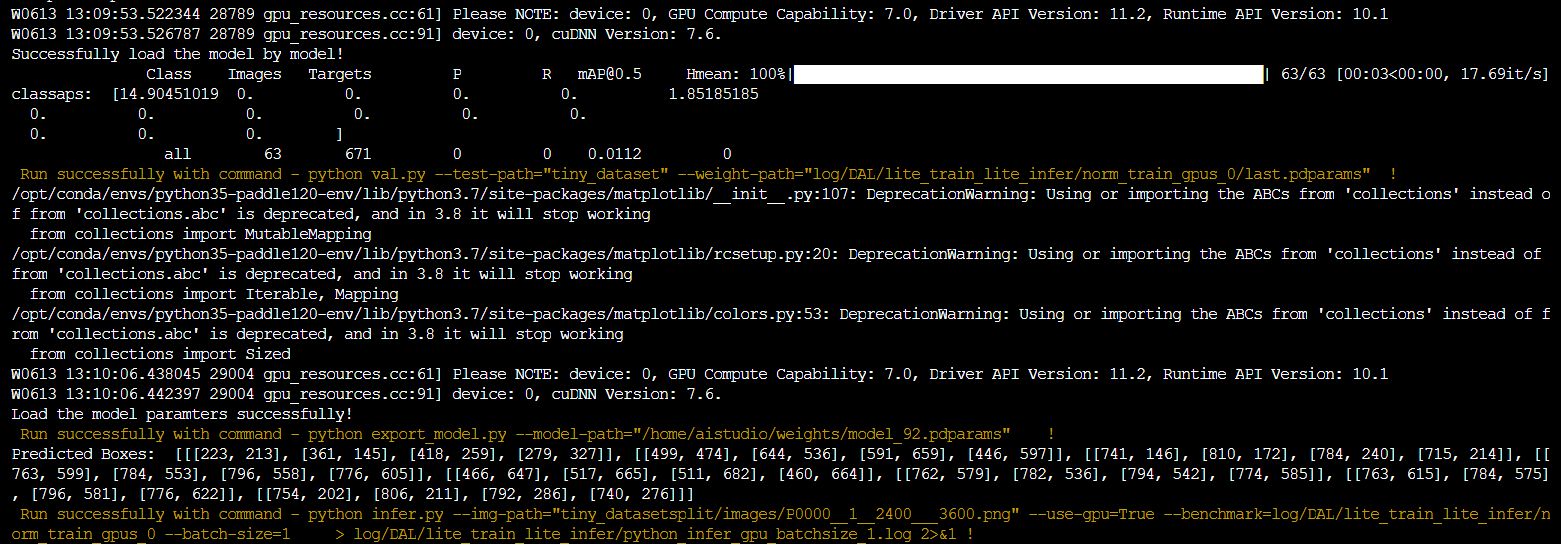 W0613 13:09:53.522344 28789 gpu_resources.cc:61] Please NOTE: device: 0, GPU Compute Capability: 7.0, Driver API Version: 11.2, Runtime API Version: 10.1
W0613 13:09:53.526787 28789 gpu_resources.cc:91] device: 0, cuDNN Version: 7.6.
Successfully load the model by model!
Class Images Targets P R mAP@0.5 Hmean: 100%| | 63/63 [00:03<00:00, 17.69it/s]
classaps: [14.90451019 0. 0. 0. 0. 1.85185185
0. 0. 0. 0. 0. 0.
0. 0. 0. ]
all 63 671 0 0 0.0112 0
Run successfully with command - python val.py --test-path="tiny_dataset" --weight-path="log/DAL/lite_train_lite_infer/norm_train_gpus_0/last.pdparams" !
/opt/conda/envs/python35-paddle120-env/lib/python3.7/site-packages/matplotlib/__init__.py:107: DeprecationWarning: Using or importing the ABCs from 'collections' instead o
f from 'collections.abc' is deprecated, and in 3.8 it will stop working
from collections import MutableMapping
/opt/conda/envs/python35-paddle120-env/lib/python3.7/site-packages/matplotlib/rcsetup.py:20: DeprecationWarning: Using or importing the ABCs from 'collections' instead of
from 'collections.abc' is deprecated, and in 3.8 it will stop working
from collections import Iterable, Mapping
/opt/conda/envs/python35-paddle120-env/lib/python3.7/site-packages/matplotlib/colors.py:53: DeprecationWarning: Using or importing the ABCs from 'collections' instead of f
rom 'collections.abc' is deprecated, and in 3.8 it will stop working
from collections import Sized
W0613 13:10:06.438045 29004 gpu_resources.cc:61] Please NOTE: device: 0, GPU Compute Capability: 7.0, Driver API Version: 11.2, Runtime API Version: 10.1
W0613 13:10:06.442397 29004 gpu_resources.cc:91] device: 0, cuDNN Version: 7.6.
Load the model paramters successfully!
Run successfully with command - python export_model.py --model-path="/home/aistudio/weights/model_92.pdparams" !
Predicted Boxes: [[[223, 213], [361, 145], [418, 259], [279, 327]], [[499, 474], [644, 536], [591, 659], [446, 597]], [[741, 146], [810, 172], [784, 240], [715, 214]], [[
763, 599], [784, 553], [796, 558], [776, 605]], [[466, 647], [517, 665], [511, 682], [460, 664]], [[762, 579], [782, 536], [794, 542], [774, 585]], [[763, 615], [784, 575]
, [796, 581], [776, 622]], [[754, 202], [806, 211], [792, 286], [740, 276]]]
Run successfully with command - python infer.py --img-path="tiny_datasetsplit/images/P0000__1__2400___3600.png" --use-gpu=True --benchmark=log/DAL/lite_train_lite_infer/n
orm_train_gpus_0 --batch-size=1 > log/DAL/lite_train_lite_infer/python_infer_gpu_batchsize_1.log 2>&1 !